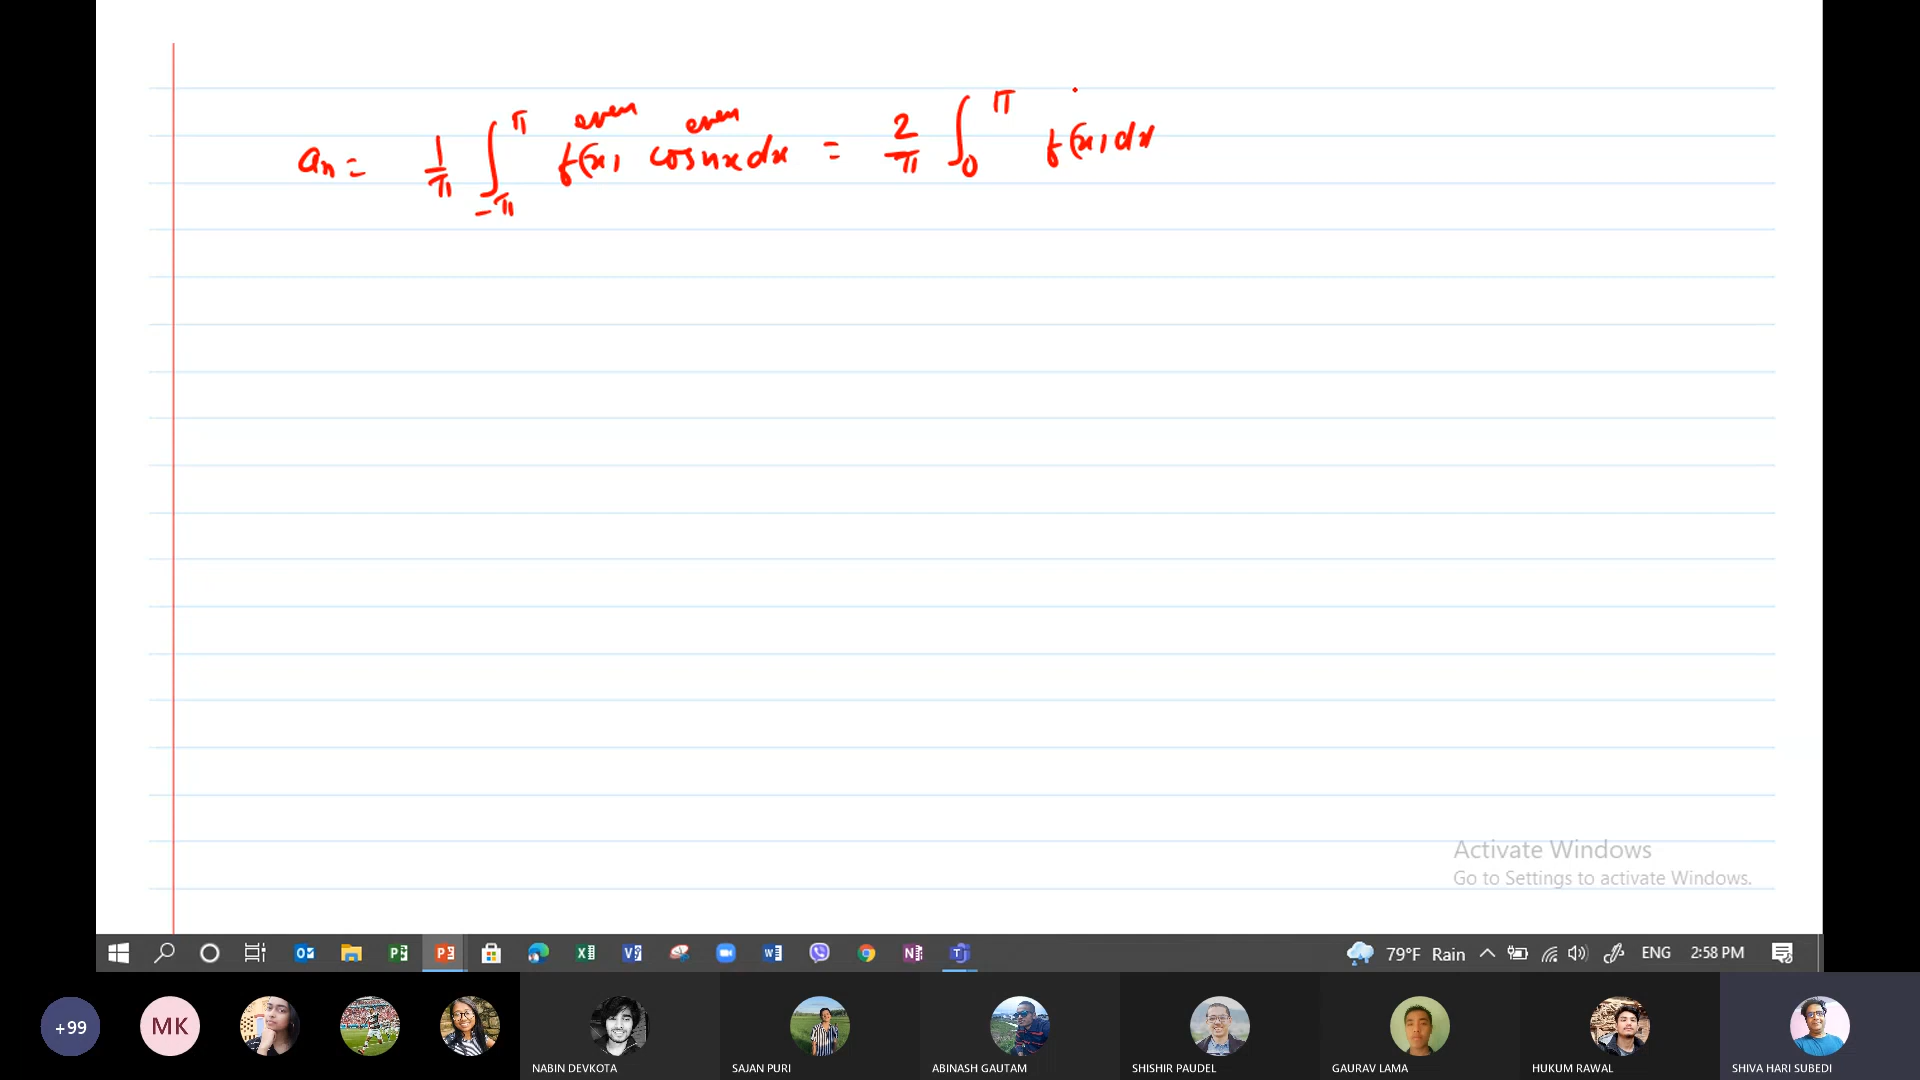 even even
aₙ = 1/π ∫_{-π}^{π} f(x) cos nx dx = 2/π ∫_{0}^{π} f(x) dx
Activate Windows
Go to Settings to activate Windows.
79°F Rain ENG 2:58 PM
+99 MK
NABIN DEVKOTA SAJAN PURI ABINASH GAUTAM SHISHIR PAUDEL GAURAV LAMA HUKUM RAWAL SHIVA HARI SUBEDI